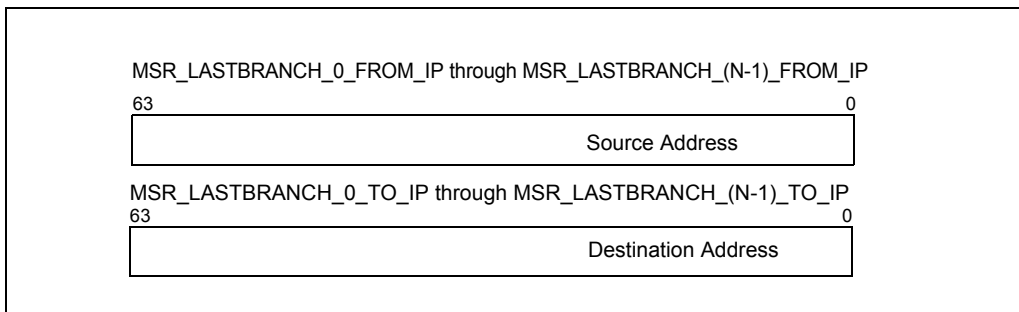 MSR_LASTBRANCH_0_FROM_IP through MSR_LASTBRANCH_(N-1)_FROM_IP
63 0
Source Address
MSR_LASTBRANCH_0_TO_IP through MSR_LASTBRANCH_(N-1)_TO_IP
63 0
Destination Address